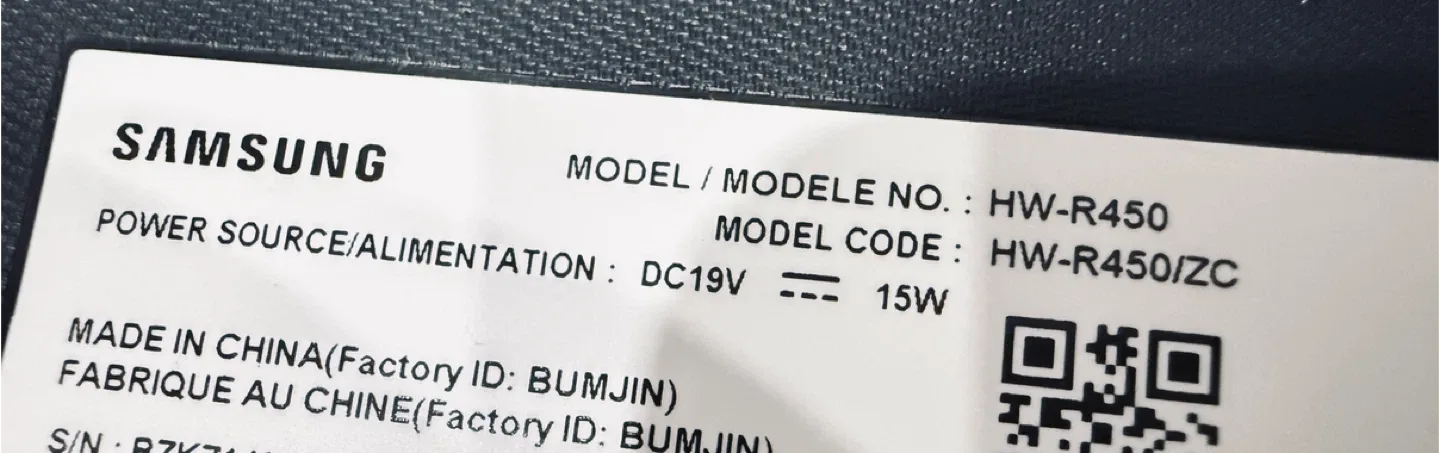 SAMSUNG
MODEL / MODELE NO. : HW-R450
MODEL CODE : HW-R450/ZC
POWER SOURCE/ALIMENTATION : DC19V ⎓ 15W
MADE IN CHINA(Factory ID: BUMJIN)
FABRIQUE AU CHINE(Factory ID: BUMJIN)
S/N :